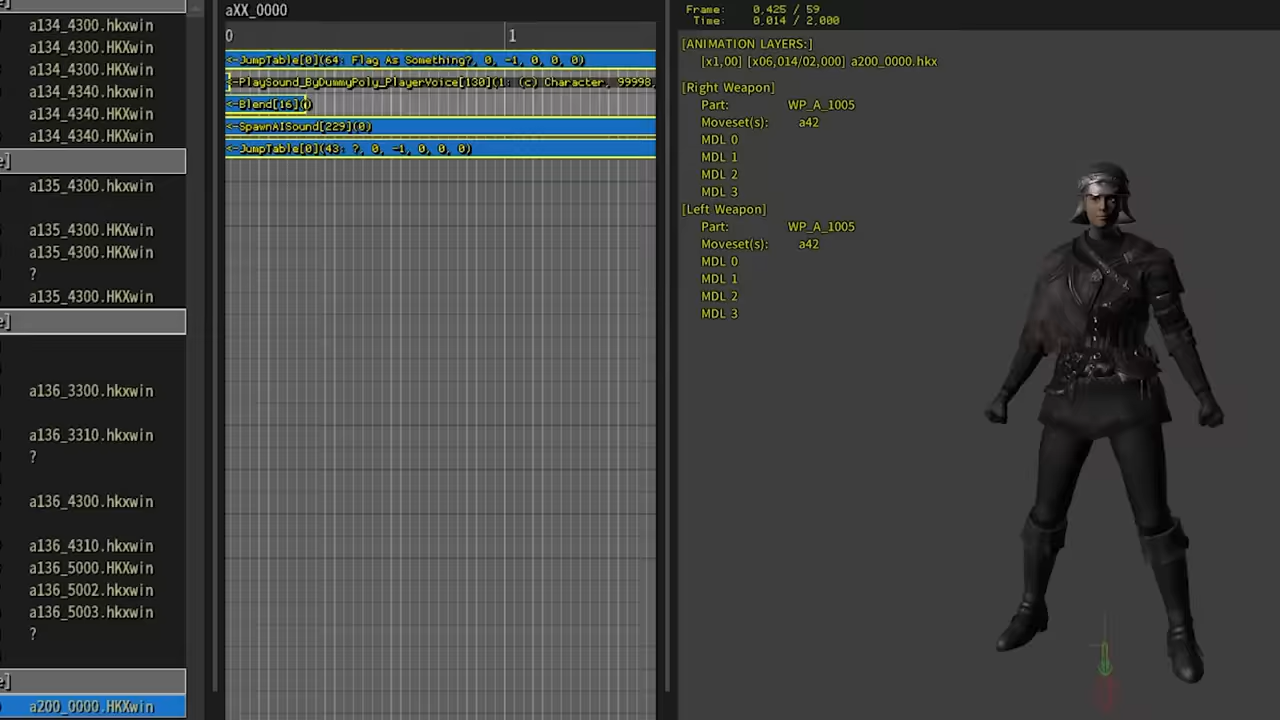 e]
a134_4300.hkxwin
a134_4300.hkxwin
a134_4300.hkxwin
a134_4340.hkxwin
a134_4340.hkxwin
a134_4340.hkxwin
e]
a135_4300.HKXwin
a135_4300.HKXwin
a135_4300.HKXwin
?
a135_4300.HKXwin
e]
a136_3300.hkxwin
a136_3310.hkxwin
?
a136_4300.hkxwin
a136_4310.hkxwin
a136_5000.HKXwin
a136_5002.hkxwin
a136_5003.hkxwin
?
e]
a200_0000.HKXwin
aXX_0000
0 1
<-JumpTable[0](64: Flag As Something?, 0, -1, 0, 0, 0)
<-PlaySound_ByDummyPoly_PlayerVoice[130](1: (c) Character, 99998,
<-Blend[16]()
<-SpawnAISound[229](0)
<-JumpTable[0](43: ?, 0, -1, 0, 0, 0)
Frame: 0,425 / 59
Time: 0,014 / 2,000
[ANIMATION LAYERS:]
[x1,00] [x06,014/02,000] a200_0000.hkx
[Right Weapon]
Part: WP_A_1005
Moveset(s): a42
MDL 0
MDL 1
MDL 2
MDL 3
[Left Weapon]
Part: WP_A_1005
Moveset(s): a42
MDL 0
MDL 1
MDL 2
MDL 3